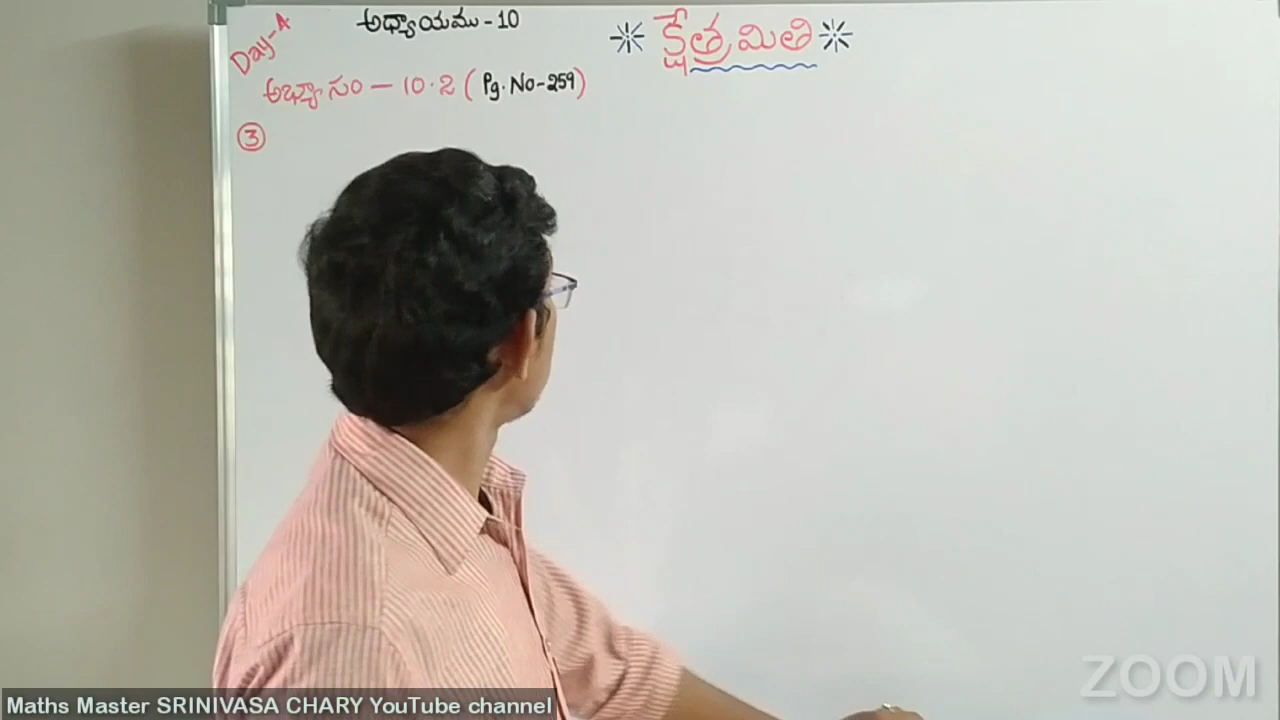 Day-4
అధ్యాయము - 10
* క్షేత్రమితి *
అభ్యాసం - 10.2 (Pg. No-259)
3
ZOOM
Maths Master SRINIVASA CHARY YouTube channel